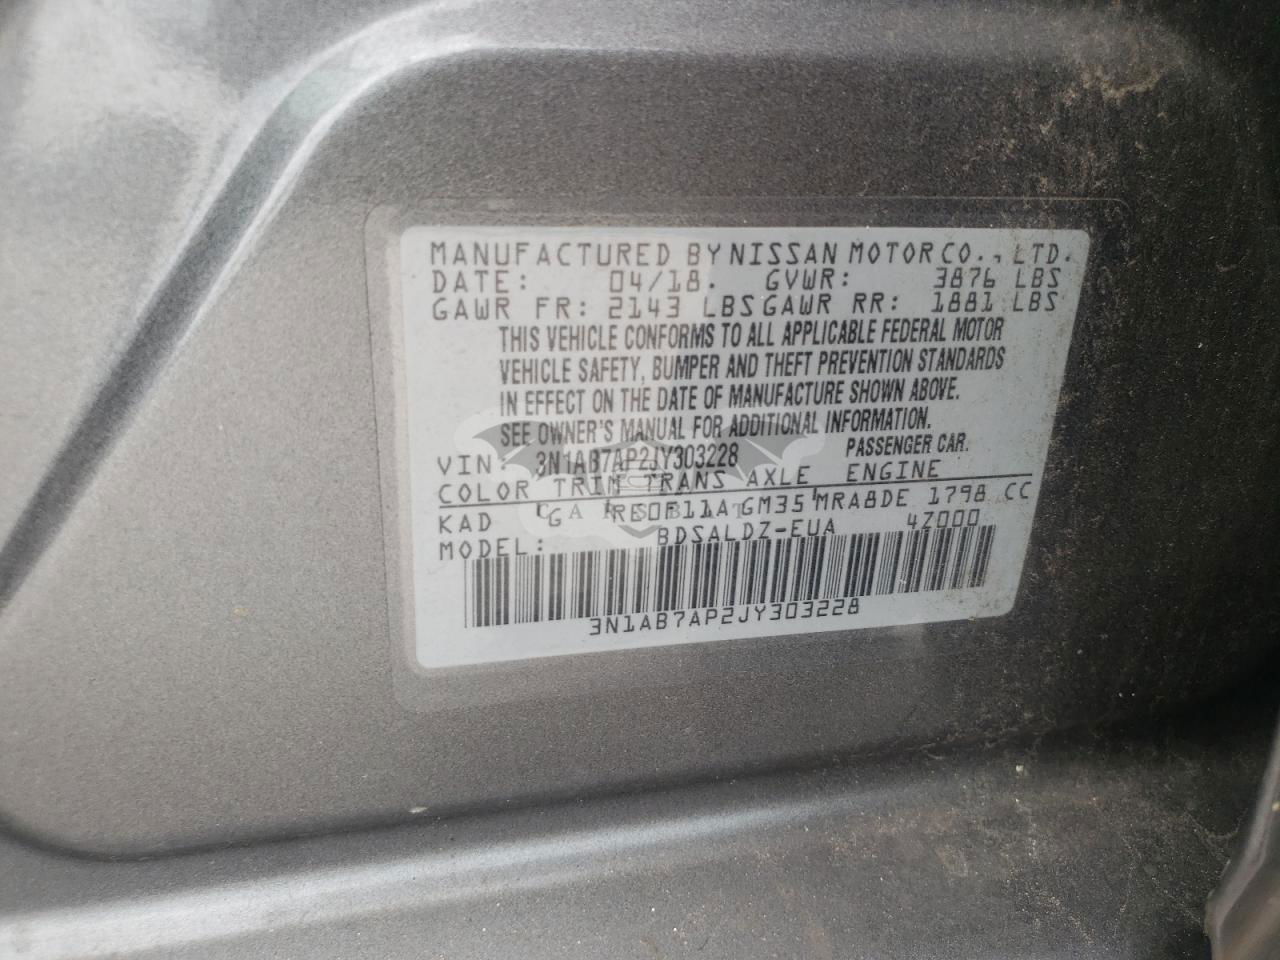 MANUFACTURED BY NISSAN MOTOR CO., LTD.
DATE: 04/18. GVWR: 3876 LBS
GAWR FR: 2143 LBS GAWR RR: 1881 LBS
THIS VEHICLE CONFORMS TO ALL APPLICABLE FEDERAL MOTOR
VEHICLE SAFETY, BUMPER AND THEFT PREVENTION STANDARDS
IN EFFECT ON THE DATE OF MANUFACTURE SHOWN ABOVE.
SEE OWNER'S MANUAL FOR ADDITIONAL INFORMATION.
VIN: 3N1AB7AP2JY303228 PASSENGER CAR.
COLOR TRIM TRANS AXLE ENGINE
KAD G RE0F11A GM35 MRA8DE 1798 CC
MODEL: BDSALDZ-EUA 4Z000
3N1AB7AP2JY303228